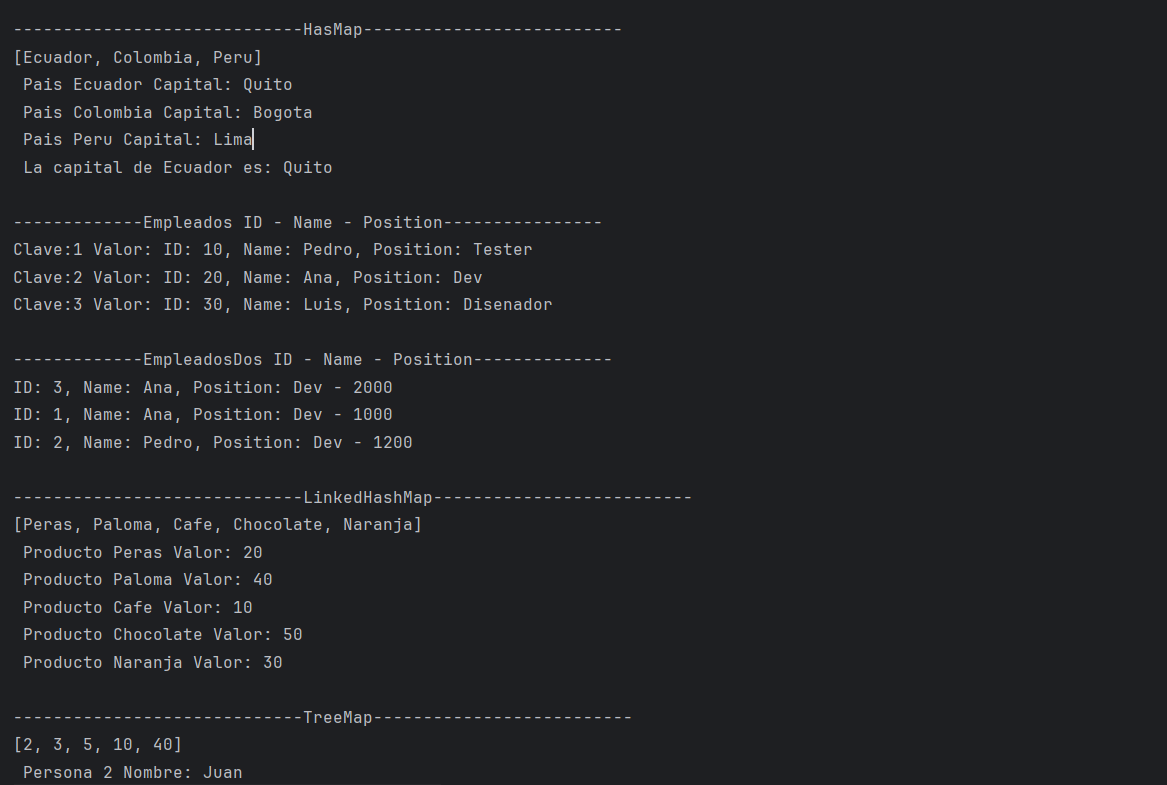 -----------------------------HasMap--------------------------
[Ecuador, Colombia, Peru]
 Pais Ecuador Capital: Quito
 Pais Colombia Capital: Bogota
 Pais Peru Capital: Lima
 La capital de Ecuador es: Quito

-------------Empleados ID - Name - Position----------------
Clave:1 Valor: ID: 10, Name: Pedro, Position: Tester
Clave:2 Valor: ID: 20, Name: Ana, Position: Dev
Clave:3 Valor: ID: 30, Name: Luis, Position: Disenador

-------------EmpleadosDos ID - Name - Position--------------
ID: 3, Name: Ana, Position: Dev - 2000
ID: 1, Name: Ana, Position: Dev - 1000
ID: 2, Name: Pedro, Position: Dev - 1200

-----------------------------LinkedHashMap--------------------------
[Peras, Paloma, Cafe, Chocolate, Naranja]
 Producto Peras Valor: 20
 Producto Paloma Valor: 40
 Producto Cafe Valor: 10
 Producto Chocolate Valor: 50
 Producto Naranja Valor: 30

-----------------------------TreeMap--------------------------
[2, 3, 5, 10, 40]
 Persona 2 Nombre: Juan